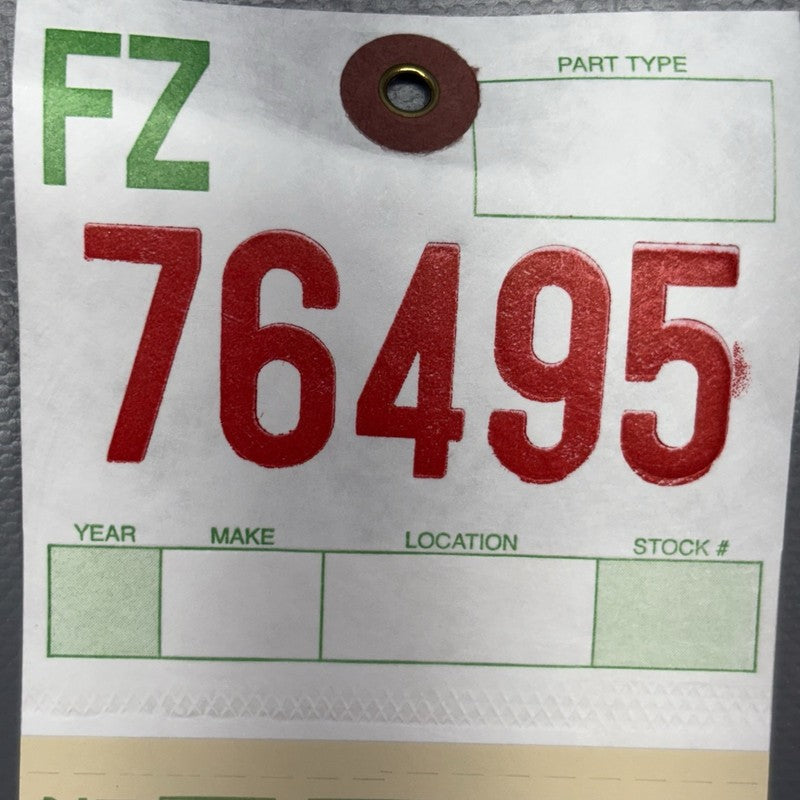 FZ
PART TYPE
76495
YEAR MAKE LOCATION STOCK #